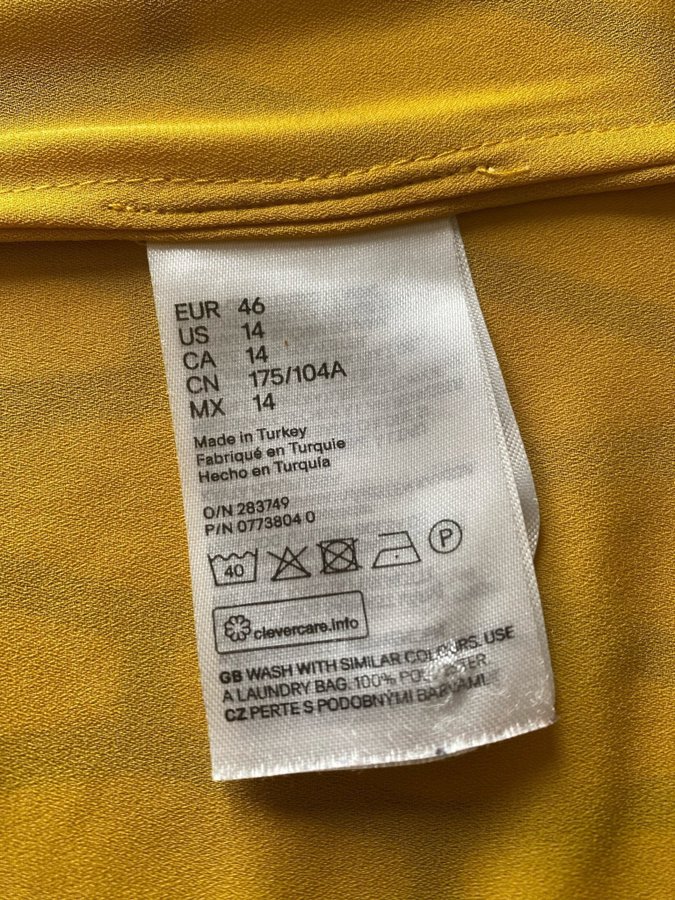 EUR 46
US 14
CA 14
CN 175/104A
MX 14
Made in Turkey
Fabriqué en Turquie
Hecho en Turquía
O/N 283749
P/N 0773804 0
40
P
clevercare.info
GB WASH WITH SIMILAR COLOURS. USE
A LAUNDRY BAG. 100% POLYESTER
CZ PERTE S PODOBNÝMI BARVAMI